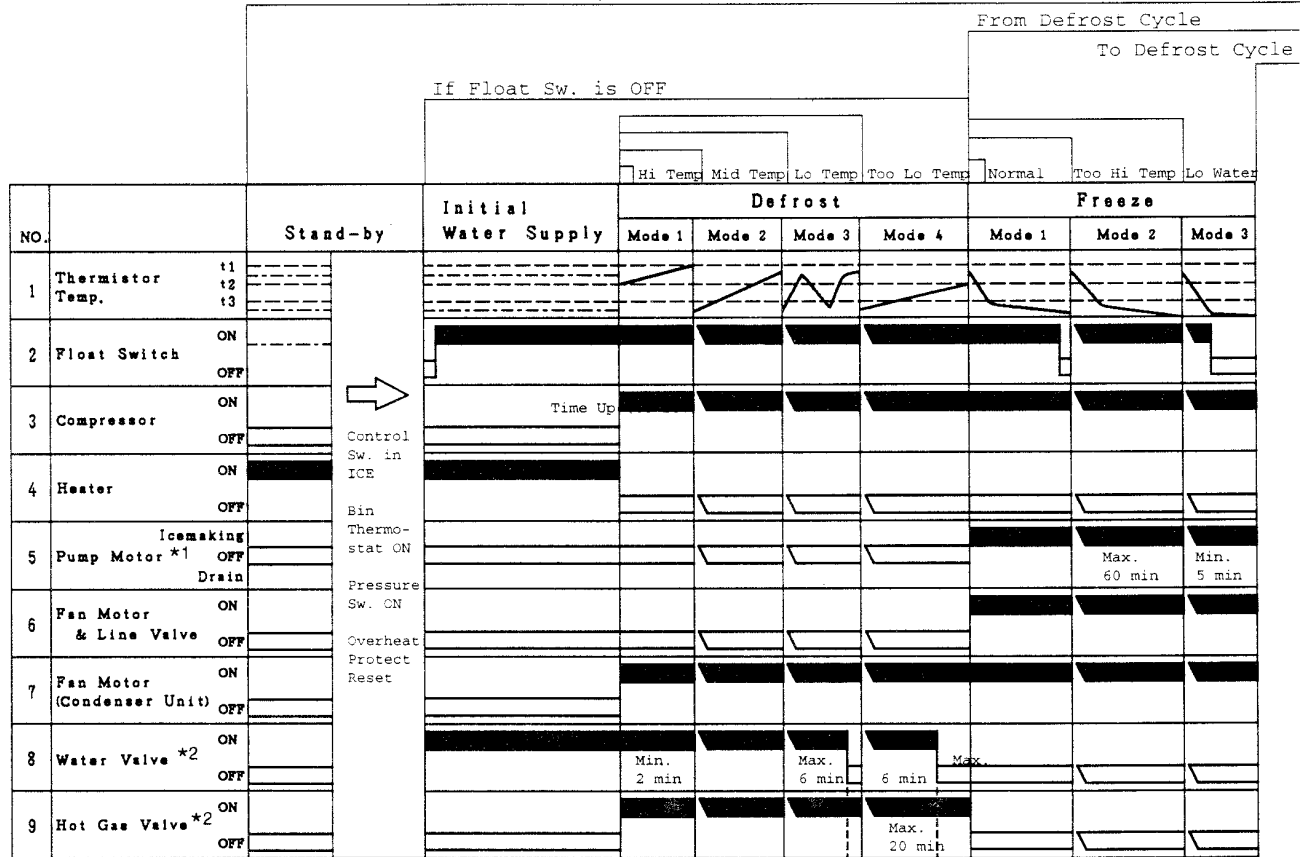 From Defrost Cycle
To Defrost Cycle
If Float Sw. is OFF
Hi Temp Mid Temp Lo Temp Too Lo Temp Normal Too Hi Temp Lo Water
NO. Stand-by Initial Water Supply Defrost Freeze
Mode 1 Mode 2 Mode 3 Mode 4 Mode 1 Mode 2 Mode 3
1 Thermistor Temp. t1 t2 t3
2 Float Switch ON OFF
3 Compressor ON OFF
Time Up
4 Heater ON OFF
5 Pump Motor *1 Icemaking OFF Drain
Max. 60 min
Min. 5 min
6 Fan Motor & Line Valve ON OFF
7 Fan Motor (Condenser Unit) ON OFF
8 Water Valve *2 ON OFF
Min. 2 min
Max. 6 min
6 min
Max.
9 Hot Gas Valve *2 ON OFF
Max. 20 min
Control
Sw. in
ICE
Bin
Thermo-
stat ON
Pressure
Sw. ON
Overheat
Protect
Reset